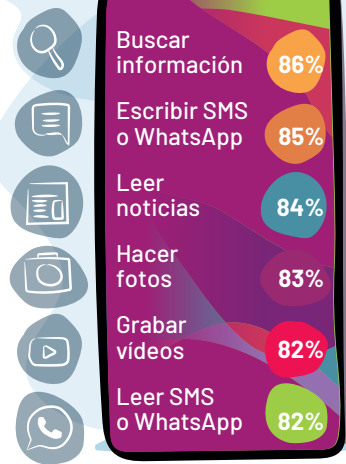 Buscar
información 86%
Escribir SMS
o WhatsApp 85%
Leer
noticias 84%
Hacer
fotos 83%
Grabar
vídeos 82%
Leer SMS
o WhatsApp 82%